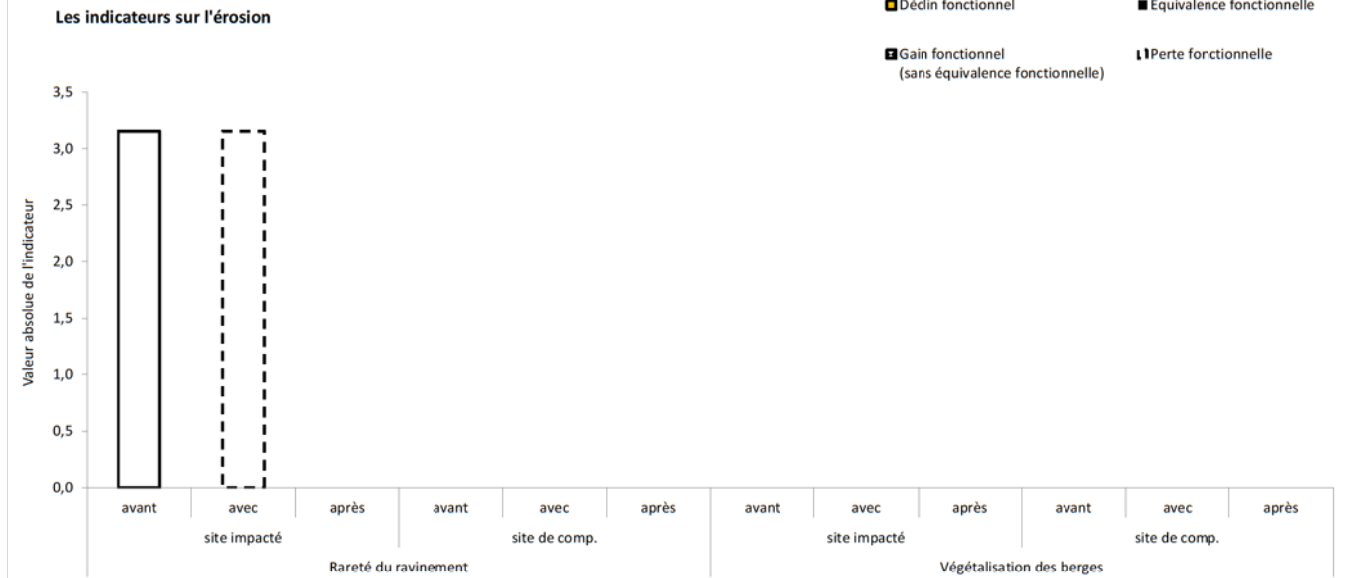 Les indicateurs sur l'érosion
Déclin fonctionnel
Equivalence fonctionnelle
Gain fonctionnel
(sans équivalence fonctionnelle)
Perte fonctionnelle
Valeur absolue de l'indicateur
3,5
3,0
2,5
2,0
1,5
1,0
0,5
0,0
avant avec après avant avec après avant avec après avant avec après
site impacté site de comp. site impacté site de comp.
Rareté du ravinement Végétalisation des berges